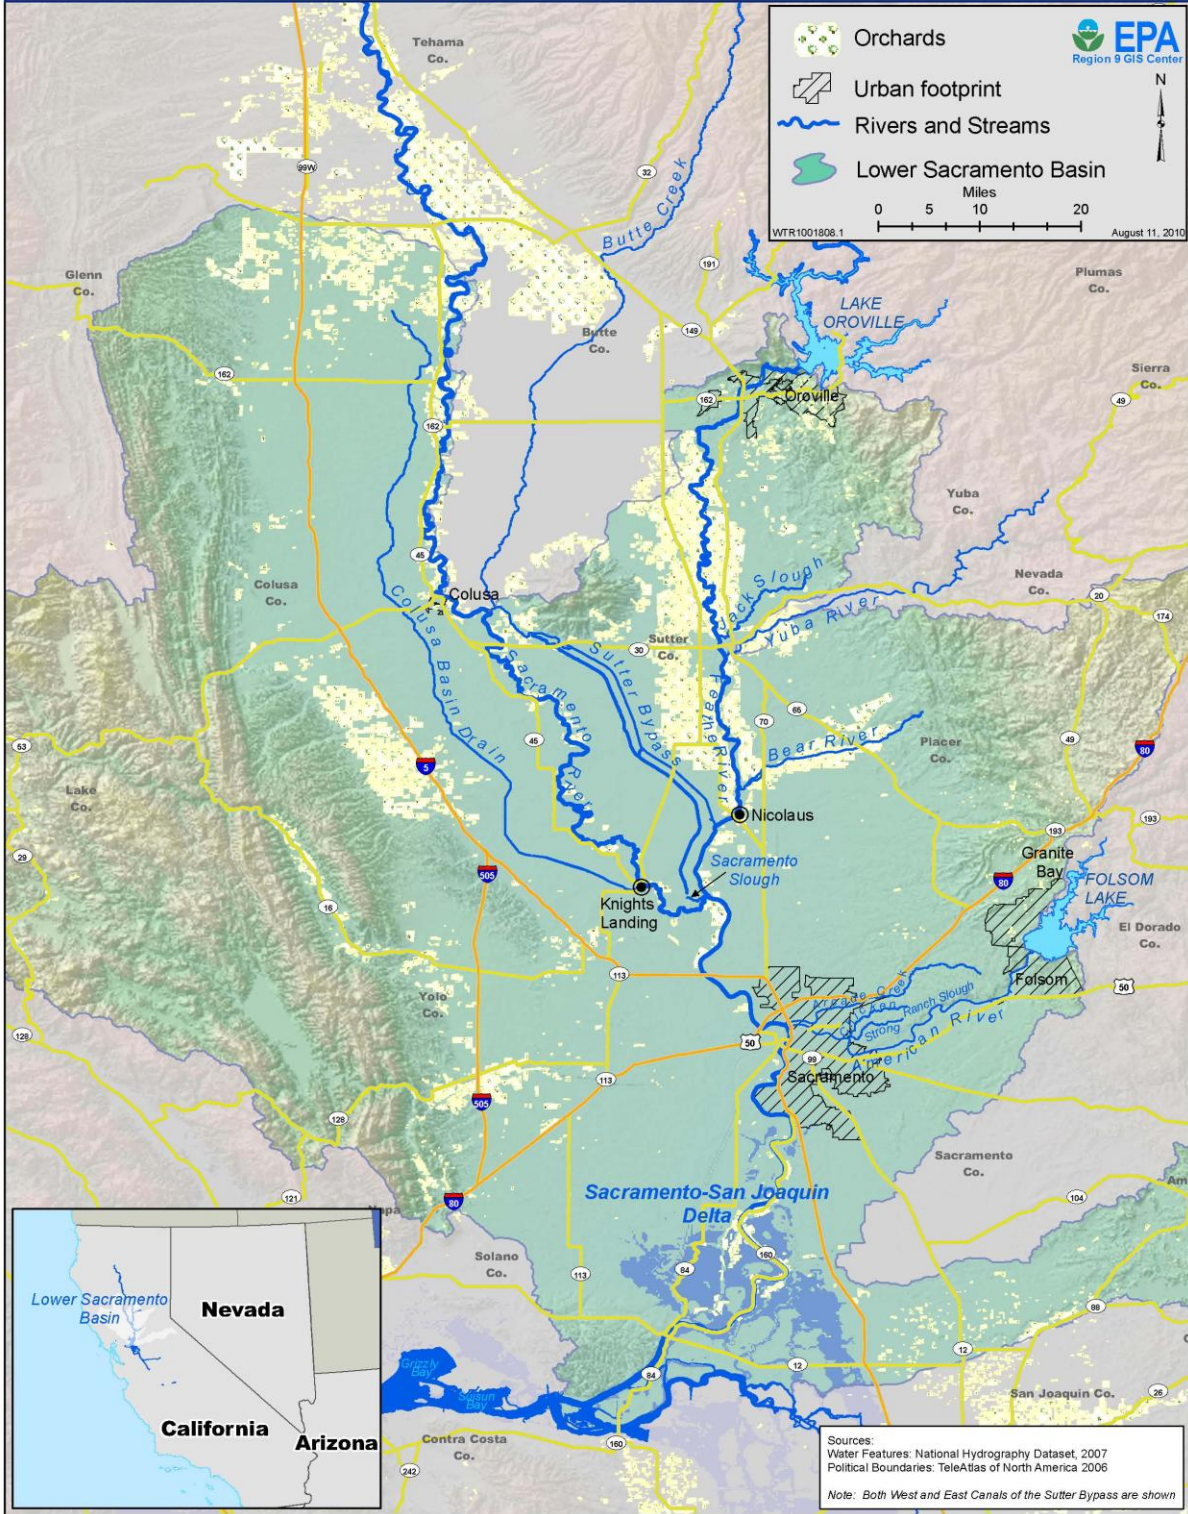 Orchards
EPA
Region 9 GIS Center
Urban footprint
N
Rivers and Streams
Lower Sacramento Basin
Miles
0 5 10 20
WTR1001808.1
August 11, 2010
Tehama
Co.
99W
32
Butte Creek
Glenn
Co.
191
Plumas
Co.
LAKE
OROVILLE
Butte
Co.
149
Sierra
Co.
162
162
Oroville
49
162
Yuba
Co.
45
Colusa
Co.
Colusa
Jack Slough
Nevada
Co.
20
174
Yuba River
Sutter
Co.
30
Colusa Basin Drain
Sacramento River
Sutter Bypass
Feather River
65
70
49
45
Bear River
Placer
Co.
53
80
5
Lake
Co.
Nicolaus
193
193
29
Granite
Bay
Sacramento
Slough
505
80
FOLSOM
LAKE
Knights
Landing
16
El Dorado
Co.
113
Folsom
50
Yolo
Co.
Arcade Creek
Chicken Ranch Slough
Strong
American River
128
50
99
Sacramento
113
505
128
Sacramento
Co.
121
80
Sacramento-San Joaquin
Delta
104
Solano
Co.
160
84
113
88
12
12
Grizzly
Bay
84
Suisun
Bay
San Joaquin Co.
26
Contra Costa
Co.
160
242
Lower Sacramento
Basin
Nevada
California
Arizona
Sources:
Water Features: National Hydrography Dataset, 2007
Political Boundaries: TeleAtlas of North America 2006
Note: Both West and East Canals of the Sutter Bypass are shown